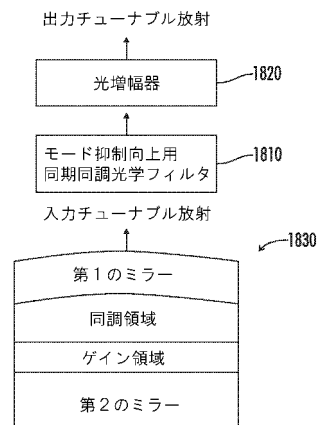 出力チューナブル放射
光増幅器
1820
モード抑制向上用
同期同調光学フィルタ
1810
入力チューナブル放射
1830
第1のミラー
同調領域
ゲイン領域
第2のミラー